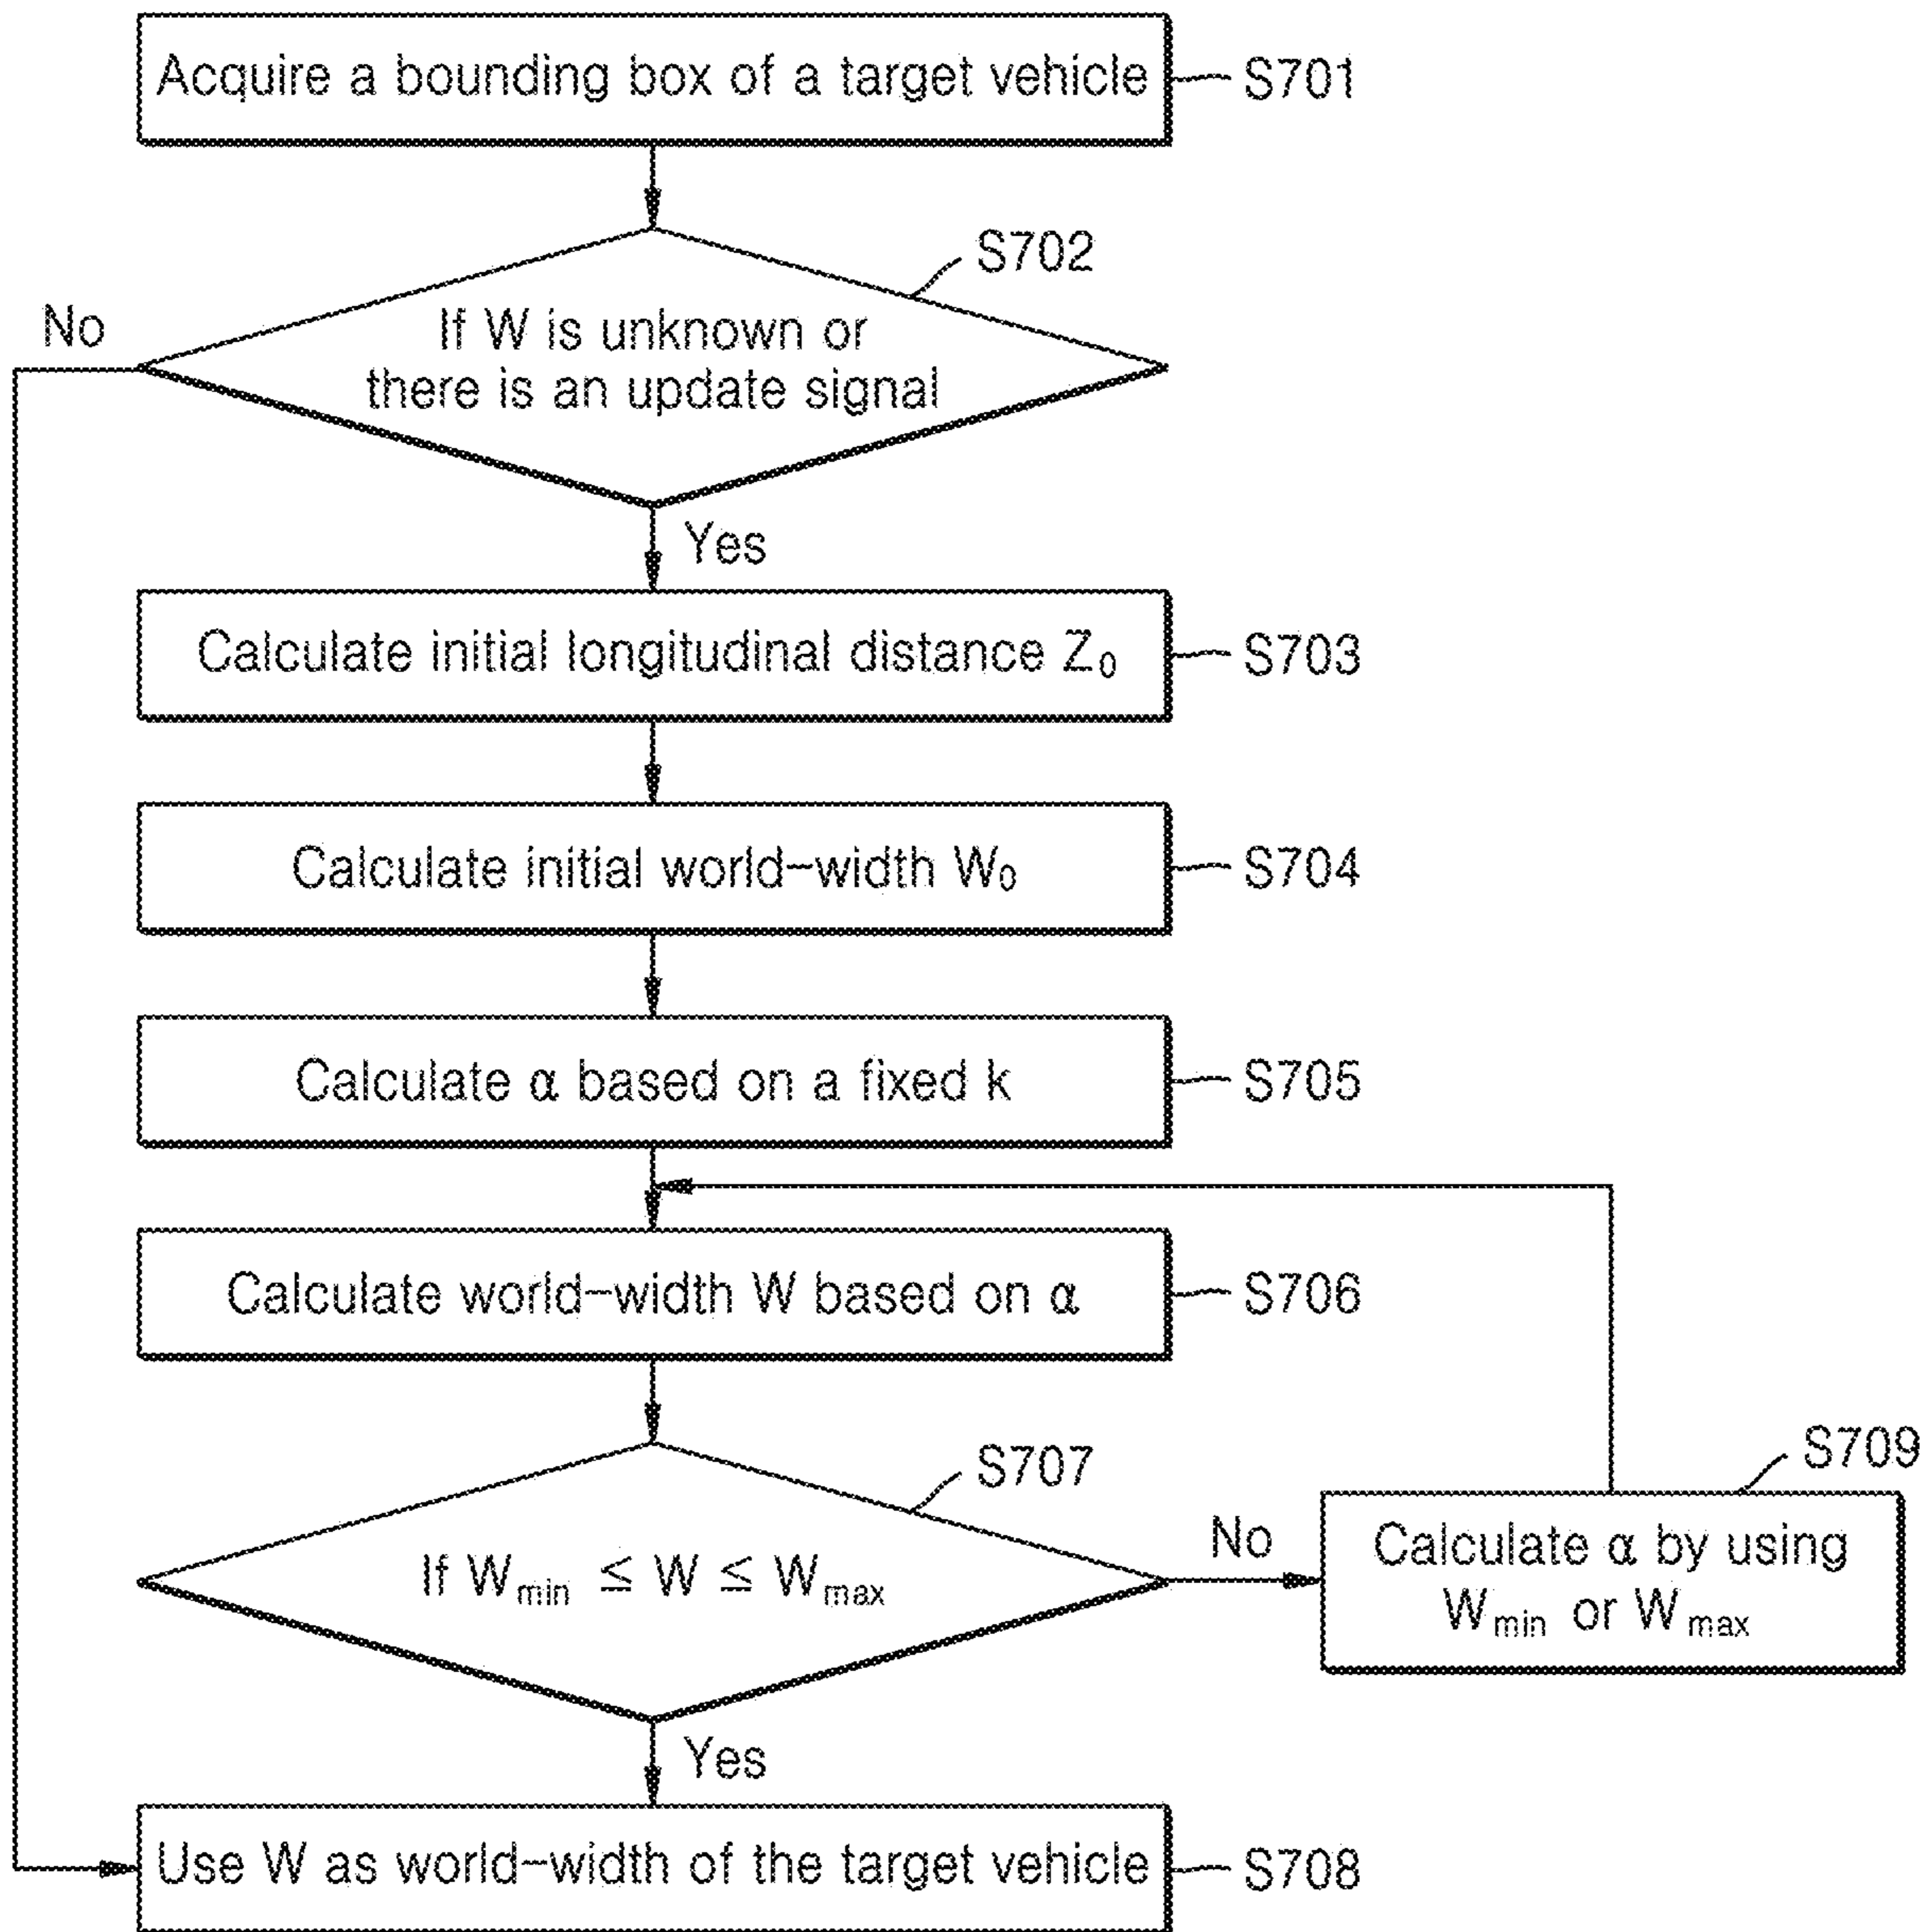 Acquire a bounding box of a target vehicle
S701
S702
No
If W is unknown or
there is an update signal
Yes
Calculate initial longitudinal distance Z₀
S703
Calculate initial world-width W₀
S704
Calculate α based on a fixed k
S705
Calculate world-width W based on α
S706
S707
If Wmin ≤ W ≤ Wmax
No
S709
Calculate α by using
Wmin or Wmax
Yes
Use W as world-width of the target vehicle
S708